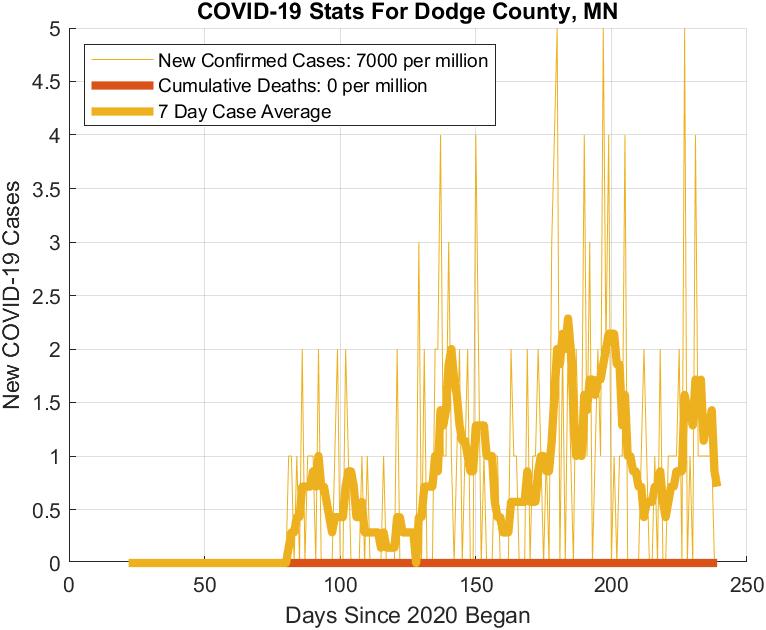 COVID-19 Stats For Dodge County, MN
New Confirmed Cases: 7000 per million
Cumulative Deaths: 0 per million
7 Day Case Average
New COVID-19 Cases
5
4.5
4
3.5
3
2.5
2
1.5
1
0.5
0
0 50 100 150 200 250
Days Since 2020 Began